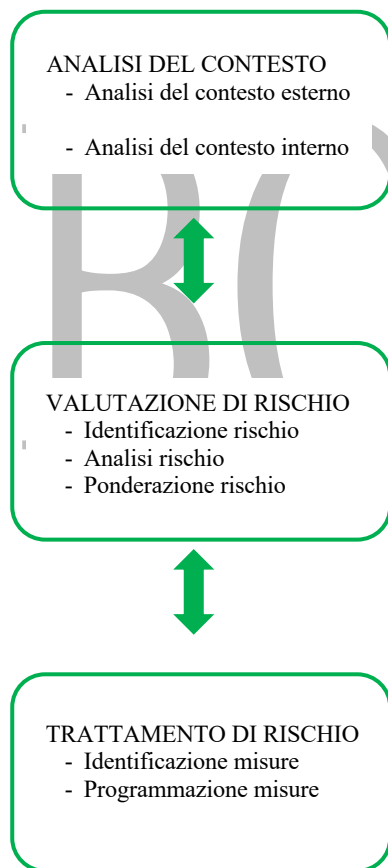 ANALISI DEL CONTESTO
- Analisi del contesto esterno
- Analisi del contesto interno
VALUTAZIONE DI RISCHIO
- Identificazione rischio
- Analisi rischio
- Ponderazione rischio
TRATTAMENTO DI RISCHIO
- Identificazione misure
- Programmazione misure